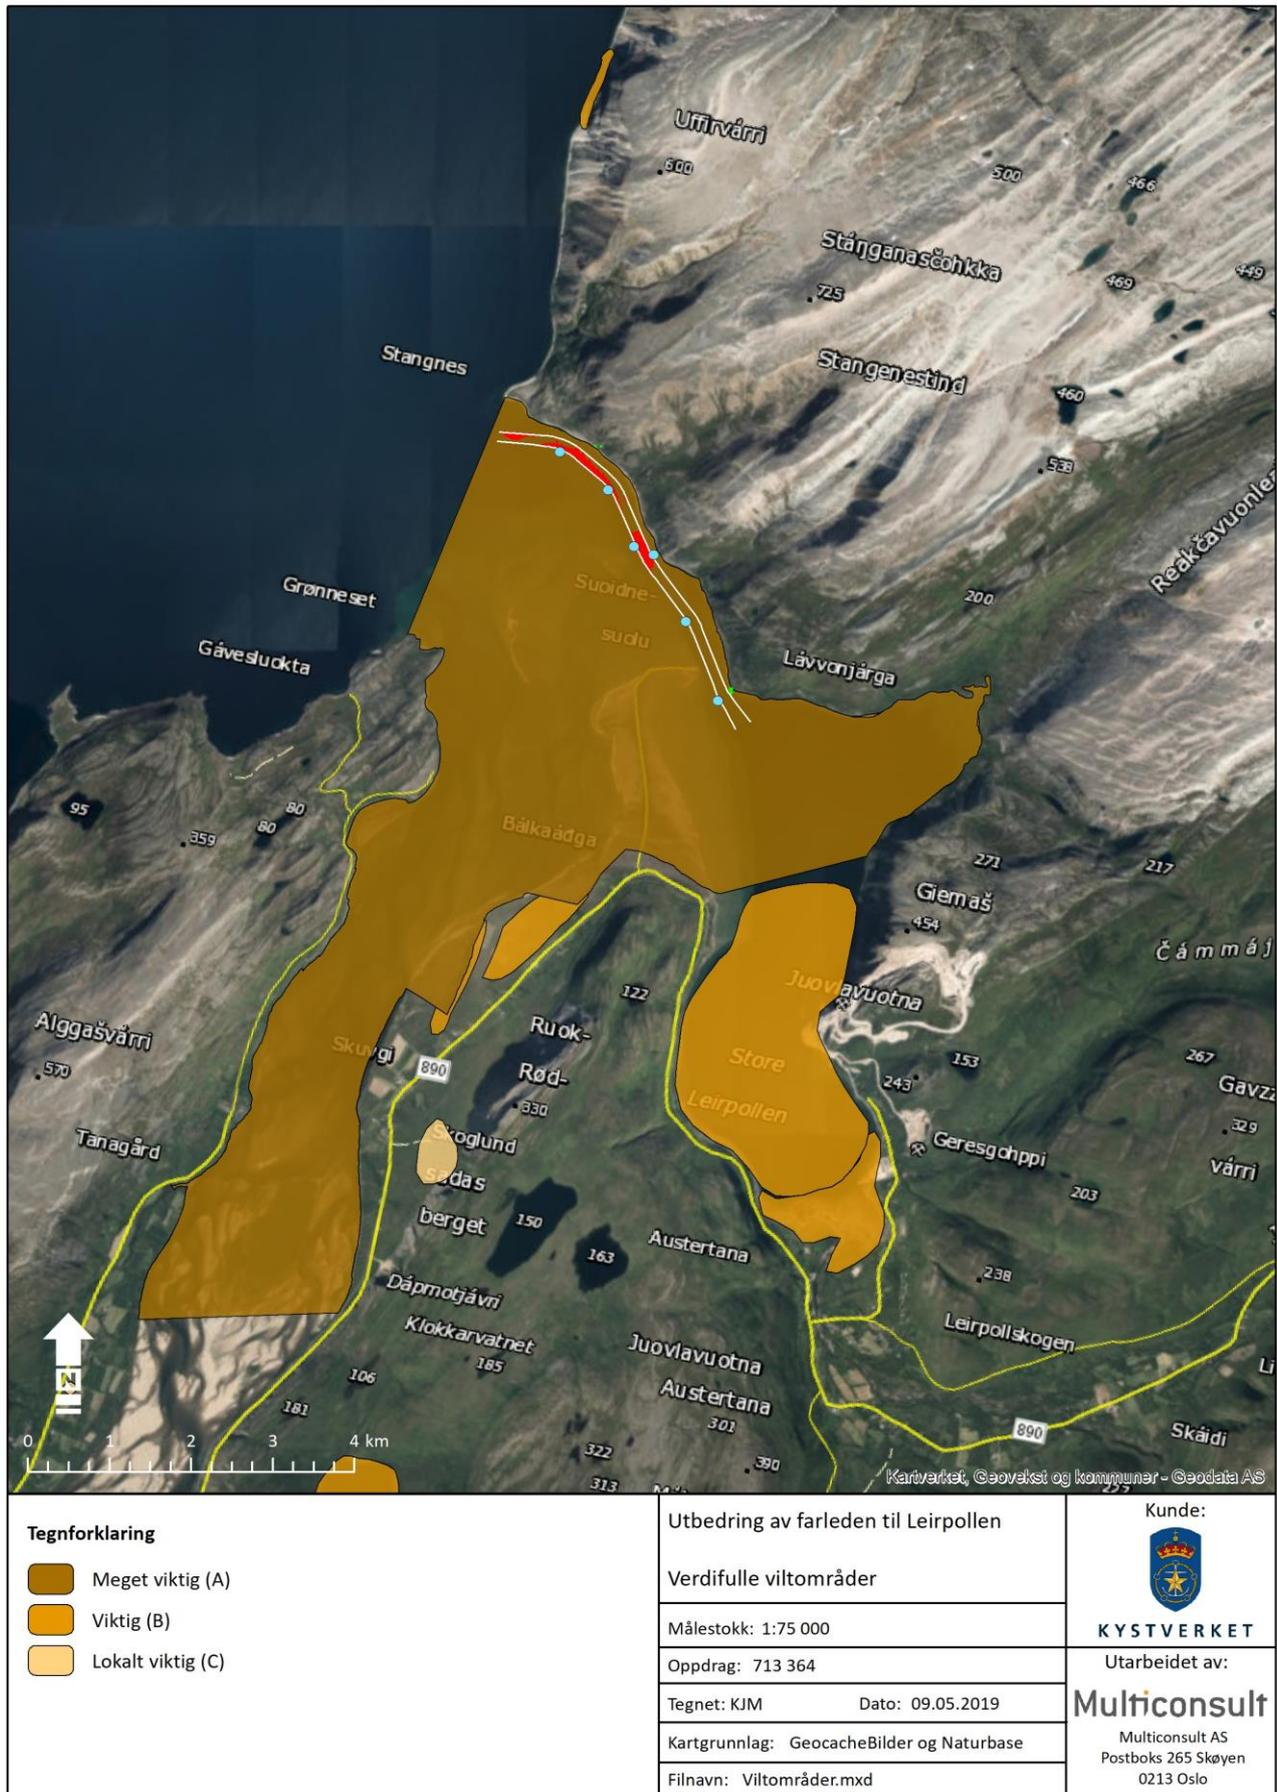 Uffirvárri
600
500
466
Stáŋganasčohkka
725
469
449
Stangnes
Stangenestind
460
538
Reakčavuonle
Grønneset
Suoidne-
suolu
200
Gávesluokta
Lávvonjárga
95
80
80
359
Bálkaádga
271
217
Giemaš
454
Čámmáj
122
Juovlavuotna
Alggašvárri
570
Skuvgi
890
Ruok-
Rød-
330
Store
Leirpollen
153
243
267
Gavzz
329
várri
Tanagård
Skoglund
sadas
berget
150
163
Geresgohppi
203
Austertana
238
Dápmotjávri
Klokkarvatnet
185
106
181
Leirpollskogen
Li
Juovlavuotna
Austertana
301
890
Skáidi
322
313
390
0 1 2 3 4 km
N
Kartverket, Geovekst og kommuner - Geodata AS
Tegnforklaring
Meget viktig (A)
Viktig (B)
Lokalt viktig (C)
Utbedring av farleden til Leirpollen
Verdifulle viltområder
Målestokk: 1:75 000
Oppdrag: 713 364
Tegnet: KJM Dato: 09.05.2019
Kartgrunnlag: GeocacheBilder og Naturbase
Filnavn: Viltområder.mxd
Kunde:
KYSTVERKET
Utarbeidet av:
Multiconsult
Multiconsult AS
Postboks 265 Skøyen
0213 Oslo